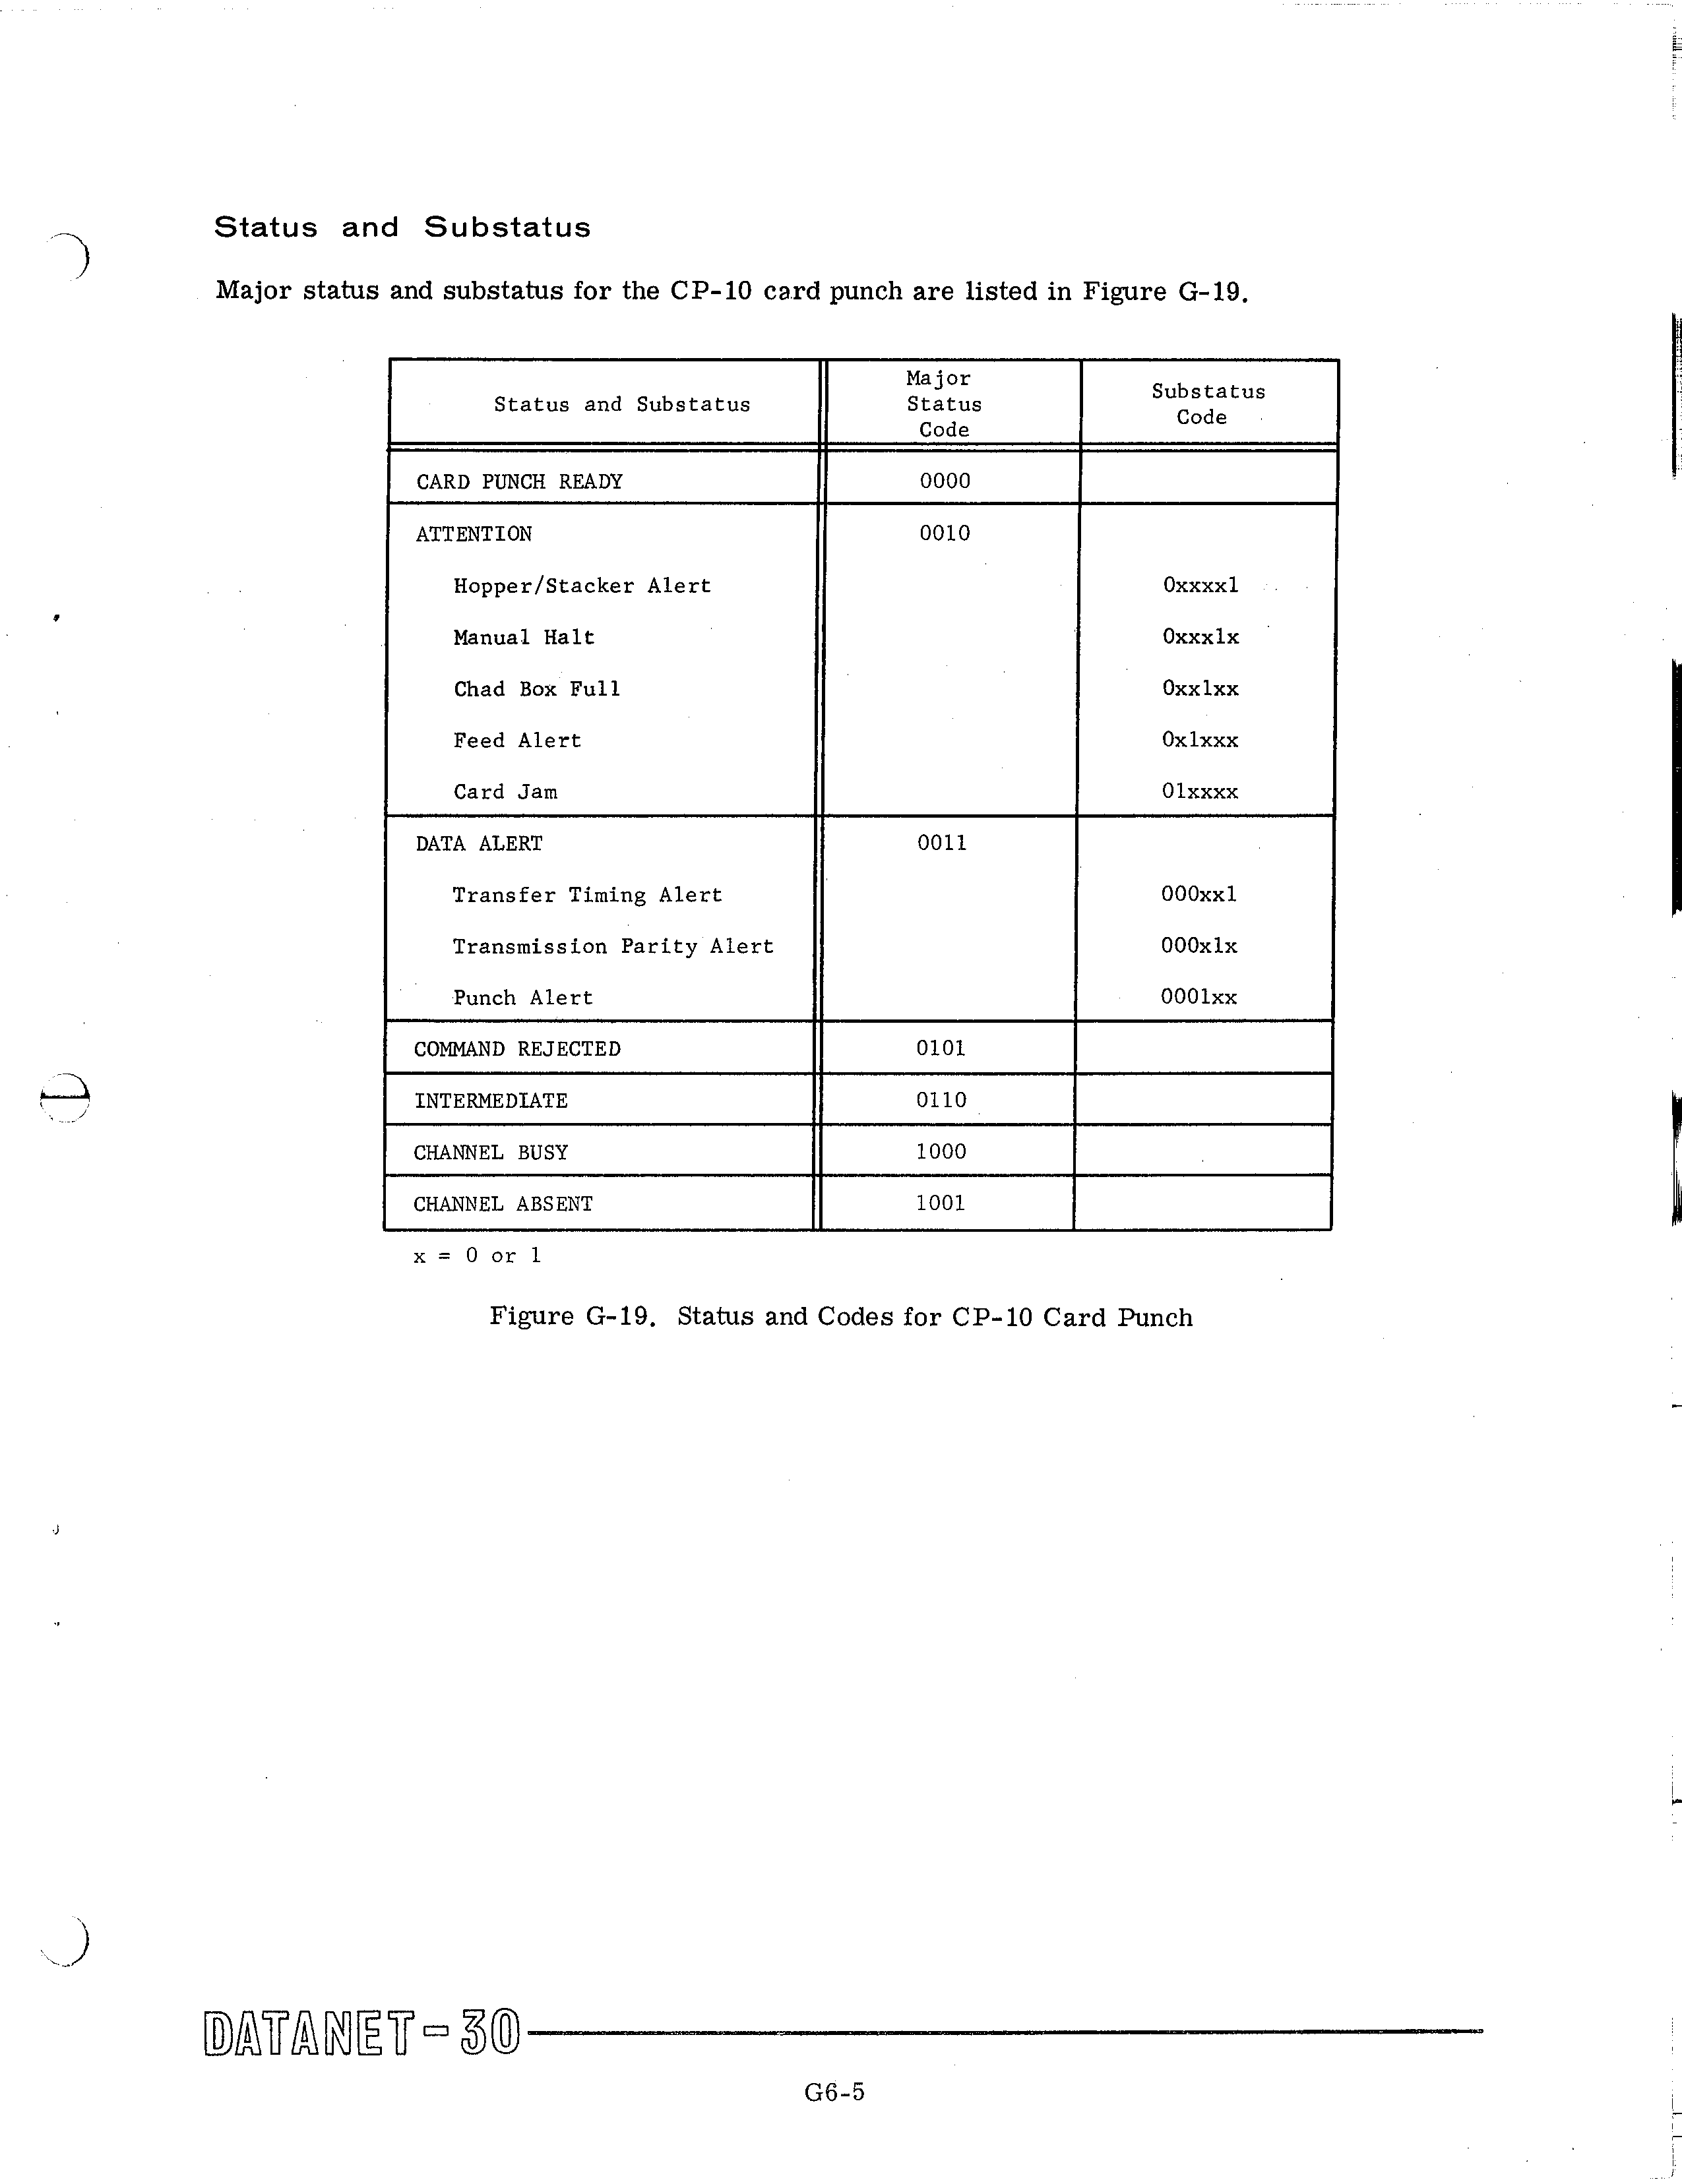 Status and Substatus
Major status and substatus for the CP-10 card punch are listed in Figure G-19.
Status and Substatus Major Status Code Substatus Code
CARD PUNCH READY 0000
ATTENTION 0010
Hopper/Stacker Alert 0xxxx1
Manual Halt 0xxx1x
Chad Box Full 0xx1xx
Feed Alert 0x1xxx
Card Jam 01xxxx
DATA ALERT 0011
Transfer Timing Alert 000xx1
Transmission Parity Alert 000x1x
Punch Alert 0001xx
COMMAND REJECTED 0101
INTERMEDIATE 0110
CHANNEL BUSY 1000
CHANNEL ABSENT 1001
x = 0 or 1
Figure G-19. Status and Codes for CP-10 Card Punch
DATANET-30
G6-5